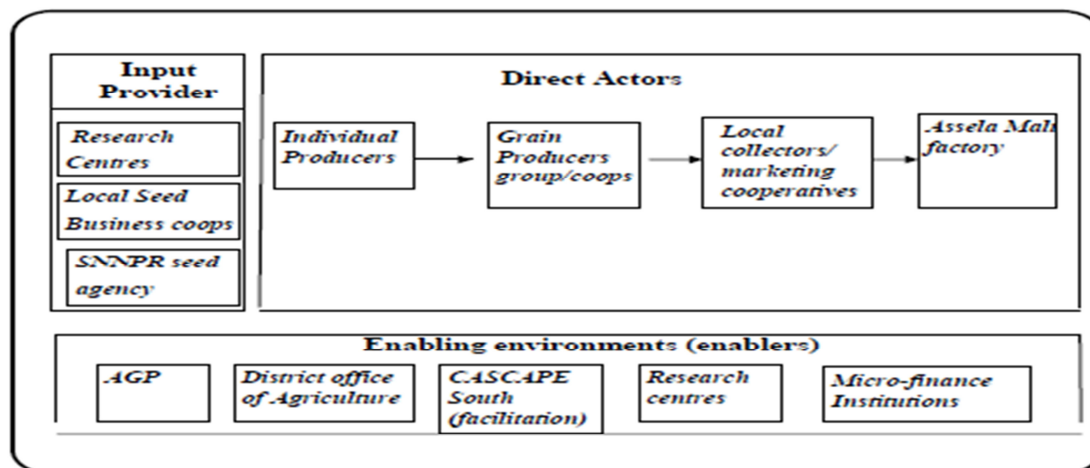 Input
Provider
Research
Centres
Local Seed
Business coops
SNNPR seed
agency
Direct Actors
Individual
Producers
Grain
Producers
group/coops
Local
collectors/
marketing
cooperatives
Assela Malt
factory
Enabling environments (enablers)
AGP
District office
of Agriculture
CASCAPE
South
(facilitation)
Research
centres
Micro-finance
Institutions